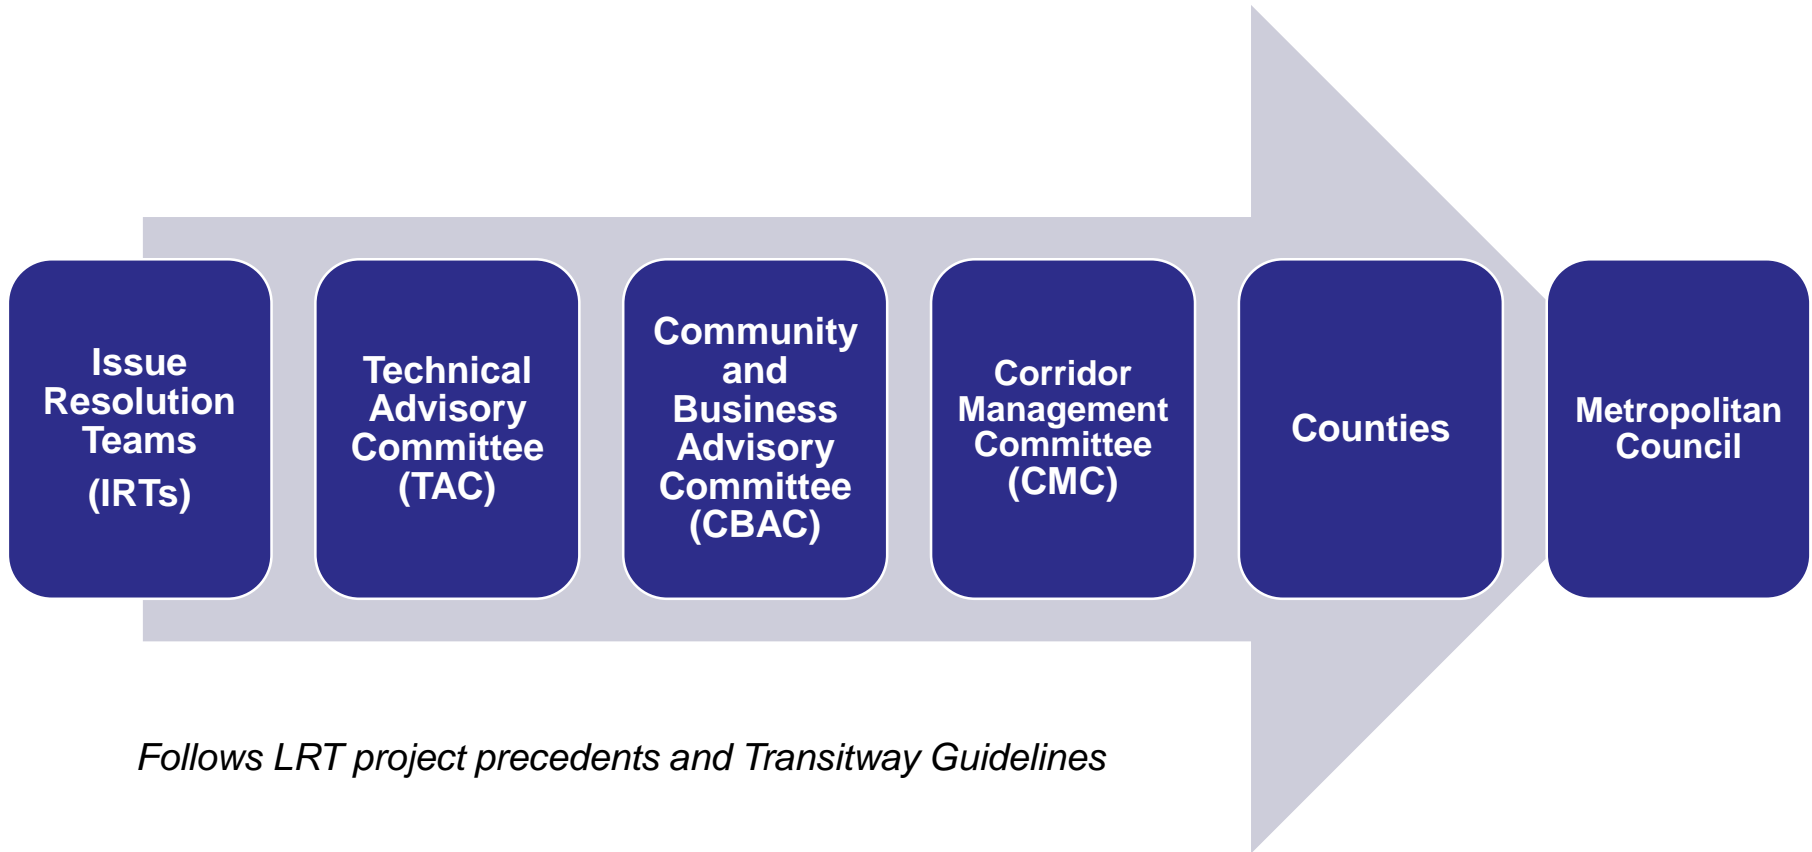 Issue
Resolution
Teams
(IRTs)
Technical
Advisory
Committee
(TAC)
Community
and
Business
Advisory
Committee
(CBAC)
Corridor
Management
Committee
(CMC)
Counties
Metropolitan
Council
Follows LRT project precedents and Transitway Guidelines